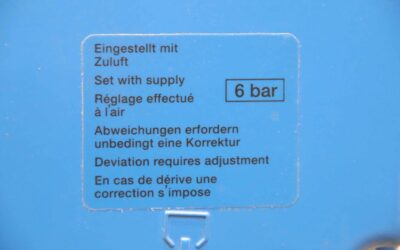 Eingestellt mit
Zuluft
Set with supply
6 bar
Réglage effectué
à l'air
Abweichungen erfordern
unbedingt eine Korrektur
Deviation requires adjustment
En cas de dérive une
correction s'impose